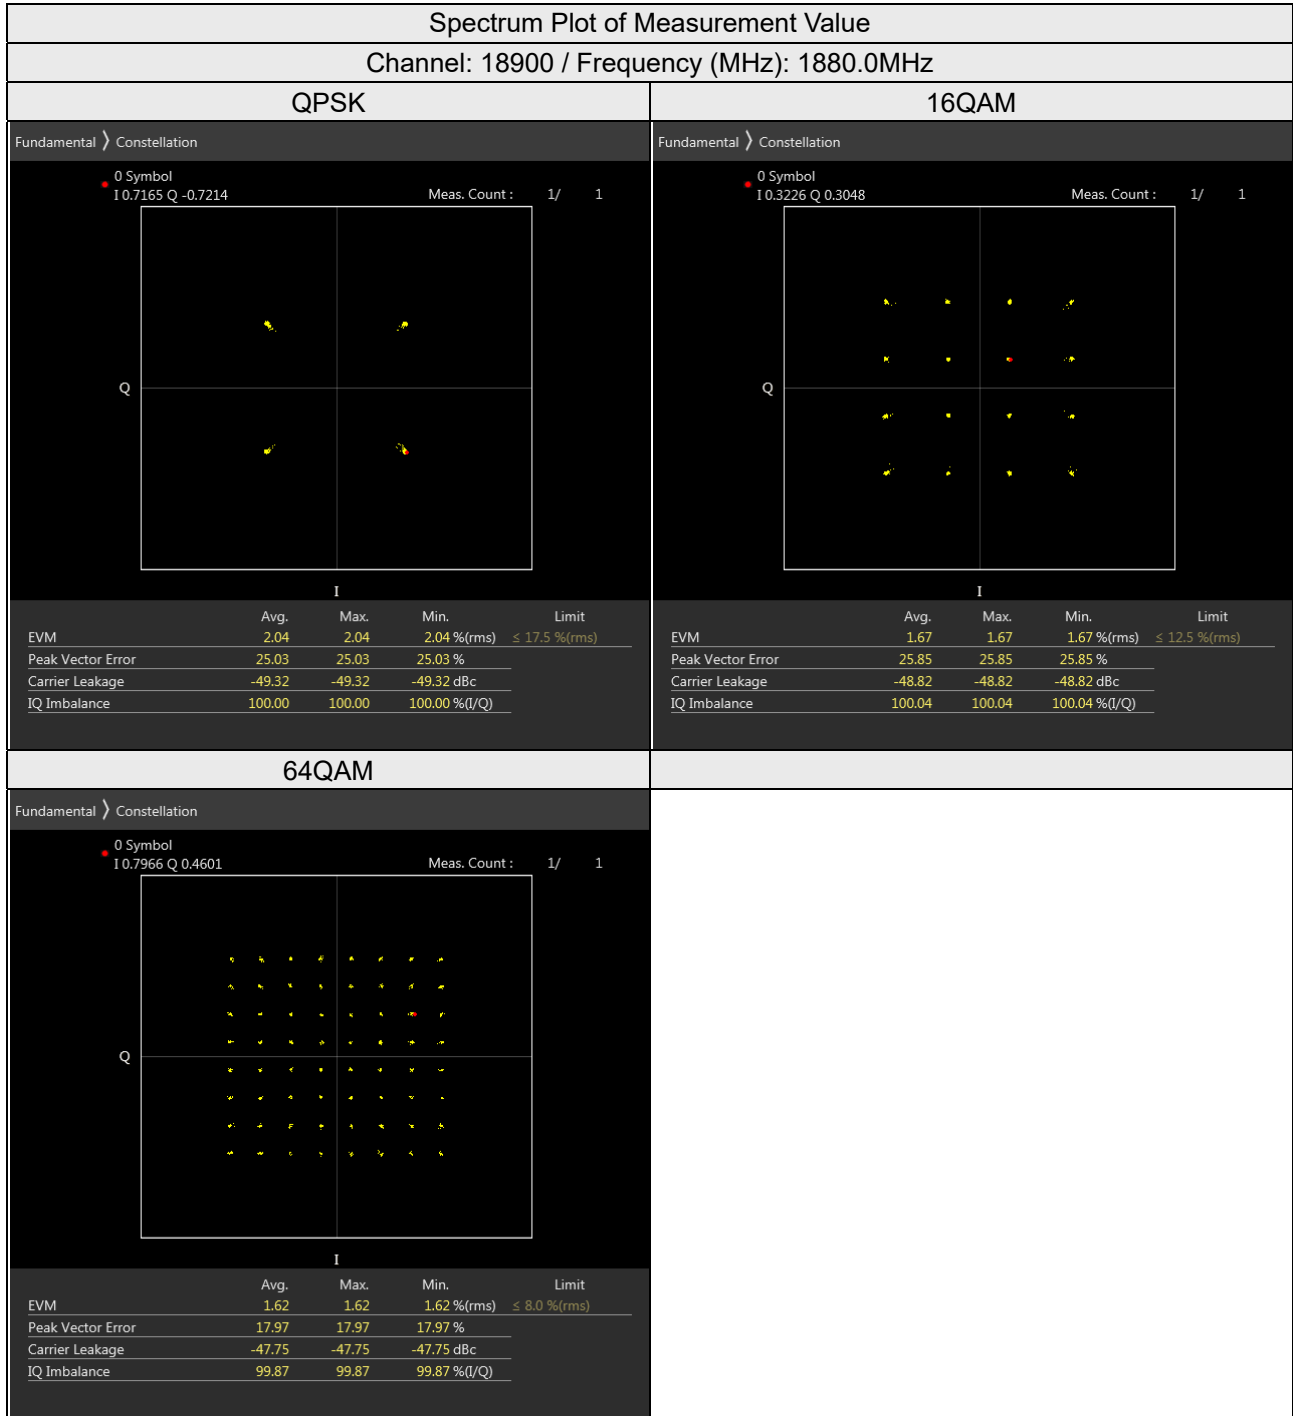 Spectrum Plot of Measurement Value
Channel: 18900 / Frequency (MHz): 1880.0MHz
QPSK
Fundamental 〉 Constellation
0 Symbol
I 0.7165 Q -0.7214 Meas. Count : 1/ 1
Q
I
Avg. Max. Min. Limit
EVM 2.04 2.04 2.04 %(rms) ≤ 17.5 %(rms)
Peak Vector Error 25.03 25.03 25.03 %
Carrier Leakage -49.32 -49.32 -49.32 dBc
IQ Imbalance 100.00 100.00 100.00 %(I/Q)
16QAM
Fundamental 〉 Constellation
0 Symbol
I 0.3226 Q 0.3048 Meas. Count : 1/ 1
Q
I
Avg. Max. Min. Limit
EVM 1.67 1.67 1.67 %(rms) ≤ 12.5 %(rms)
Peak Vector Error 25.85 25.85 25.85 %
Carrier Leakage -48.82 -48.82 -48.82 dBc
IQ Imbalance 100.04 100.04 100.04 %(I/Q)
64QAM
Fundamental 〉 Constellation
0 Symbol
I 0.7966 Q 0.4601 Meas. Count : 1/ 1
Q
I
Avg. Max. Min. Limit
EVM 1.62 1.62 1.62 %(rms) ≤ 8.0 %(rms)
Peak Vector Error 17.97 17.97 17.97 %
Carrier Leakage -47.75 -47.75 -47.75 dBc
IQ Imbalance 99.87 99.87 99.87 %(I/Q)